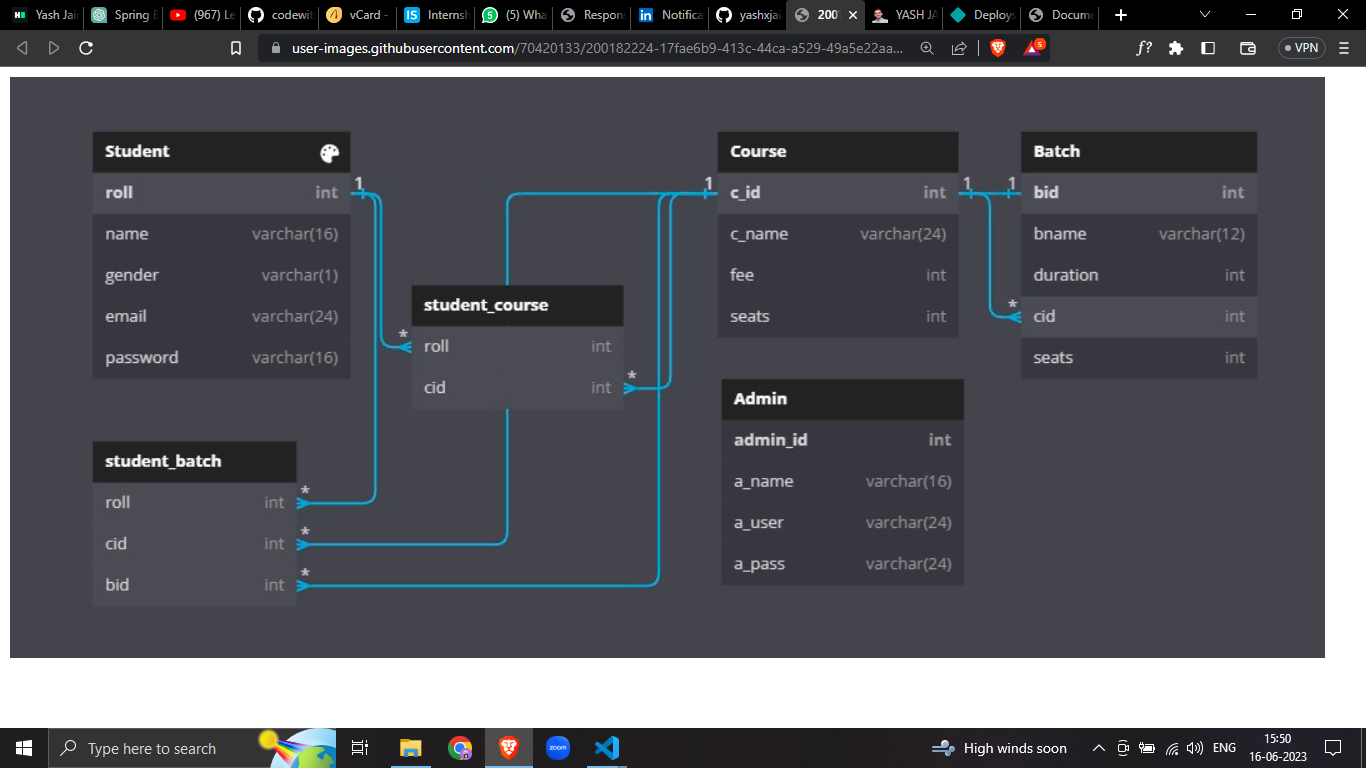 Yash Jai
Spring B
(967) Le
codewit
vCard -
Internsh
(5) Wha
Respons
Notifica
yashxjai
200
YASH JA
Deploys
Docume
user-images.githubusercontent.com/70420133/200182224-17fae6b9-413c-44ca-a529-49a5e22aa...
5
VPN
Student
roll int
name varchar(16)
gender varchar(1)
email varchar(24)
password varchar(16)
1
*
student_course
roll int
cid int
*
student_batch
roll int
cid int
bid int
*
*
*
1
Course
c_id int
c_name varchar(24)
fee int
seats int
1
1
*
Batch
bid int
bname varchar(12)
duration int
cid int
seats int
Admin
admin_id int
a_name varchar(16)
a_user varchar(24)
a_pass varchar(24)
Type here to search
zoom
High winds soon
ENG
15:50
16-06-2023